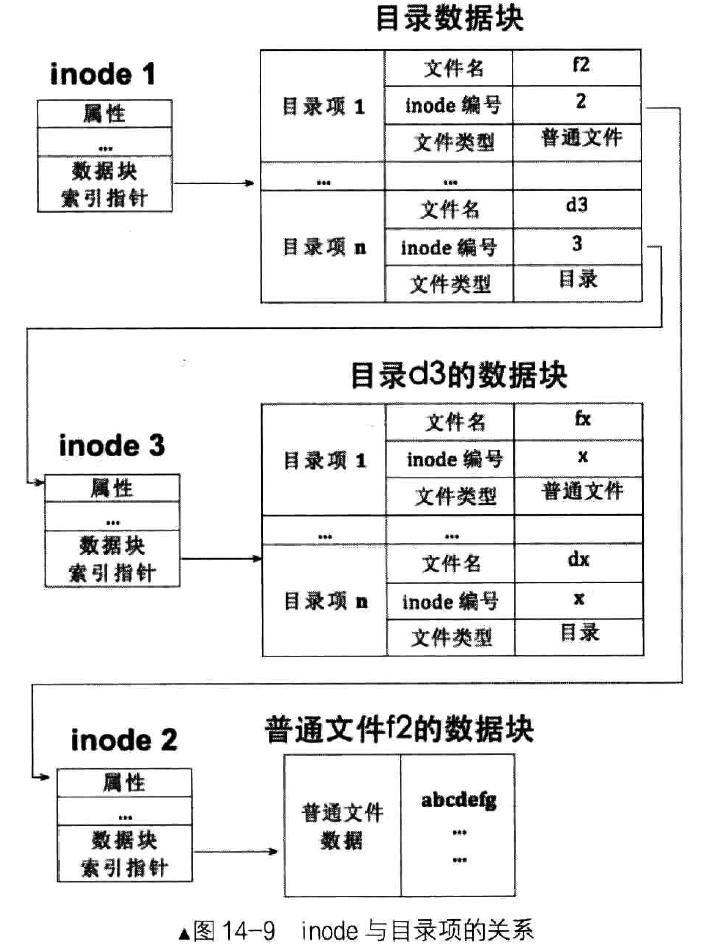 目录数据块
inode 1
属性
...
数据块
索引指针
目录项 1
文件名
f2
inode 编号
2
文件类型
普通文件
...
...
目录项 n
文件名
d3
inode 编号
3
文件类型
目录
目录d3的数据块
inode 3
属性
...
数据块
索引指针
目录项 1
文件名
fx
inode 编号
x
文件类型
普通文件
...
...
目录项 n
文件名
dx
inode 编号
x
文件类型
目录
普通文件f2的数据块
inode 2
属性
...
数据块
索引指针
普通文件
数据
abcdefg
...
...
▲图 14-9 inode 与目录项的关系